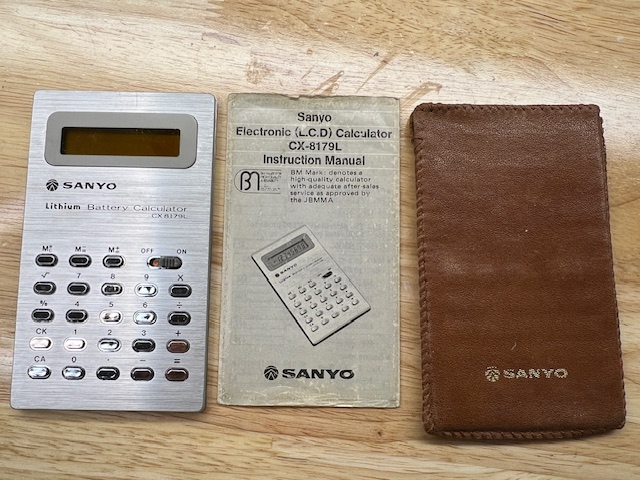 SANYO
Lithium Battery Calculator
CX 8179L
OFF ON
√ 7 8 9 ×
% 4 5 6 ÷
CK 1 2 3 +
CA 0 · − =
Sanyo
Electronic (L.C.D) Calculator
CX-8179L
Instruction Manual
BM Mark: denotes a
high-quality calculator
with adequate after-sales
service as approved by
the JBMMA
SANYO
SANYO
SANYO